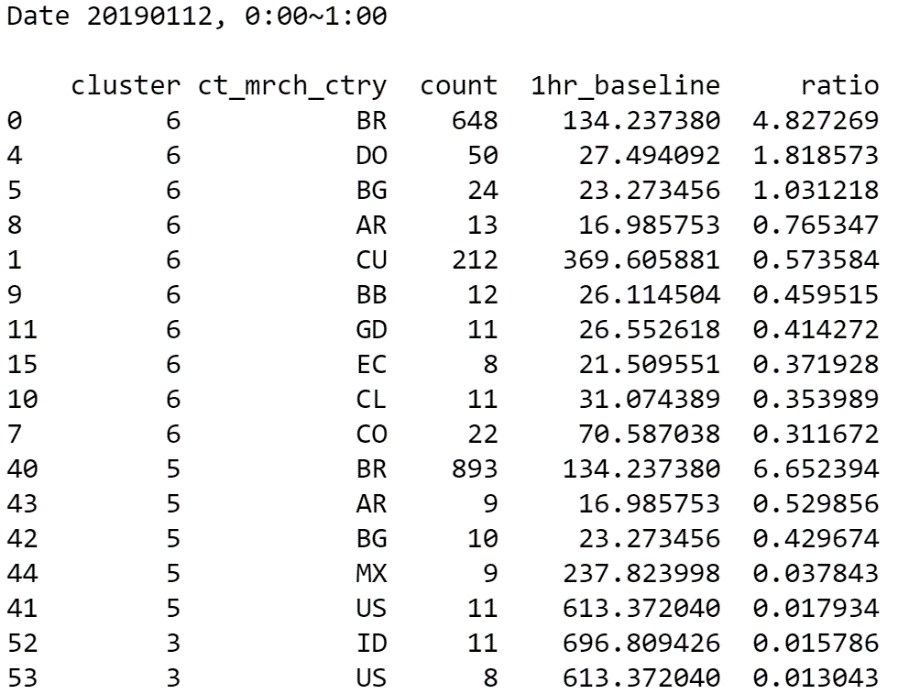 Date 20190112, 0:00~1:00
cluster ct_mrch_ctry count 1hr_baseline ratio
0 6 BR 648 134.237380 4.827269
4 6 DO 50 27.494092 1.818573
5 6 BG 24 23.273456 1.031218
8 6 AR 13 16.985753 0.765347
1 6 CU 212 369.605881 0.573584
9 6 BB 12 26.114504 0.459515
11 6 GD 11 26.552618 0.414272
15 6 EC 8 21.509551 0.371928
10 6 CL 11 31.074389 0.353989
7 6 CO 22 70.587038 0.311672
40 5 BR 893 134.237380 6.652394
43 5 AR 9 16.985753 0.529856
42 5 BG 10 23.273456 0.429674
44 5 MX 9 237.823998 0.037843
41 5 US 11 613.372040 0.017934
52 3 ID 11 696.809426 0.015786
53 3 US 8 613.372040 0.013043